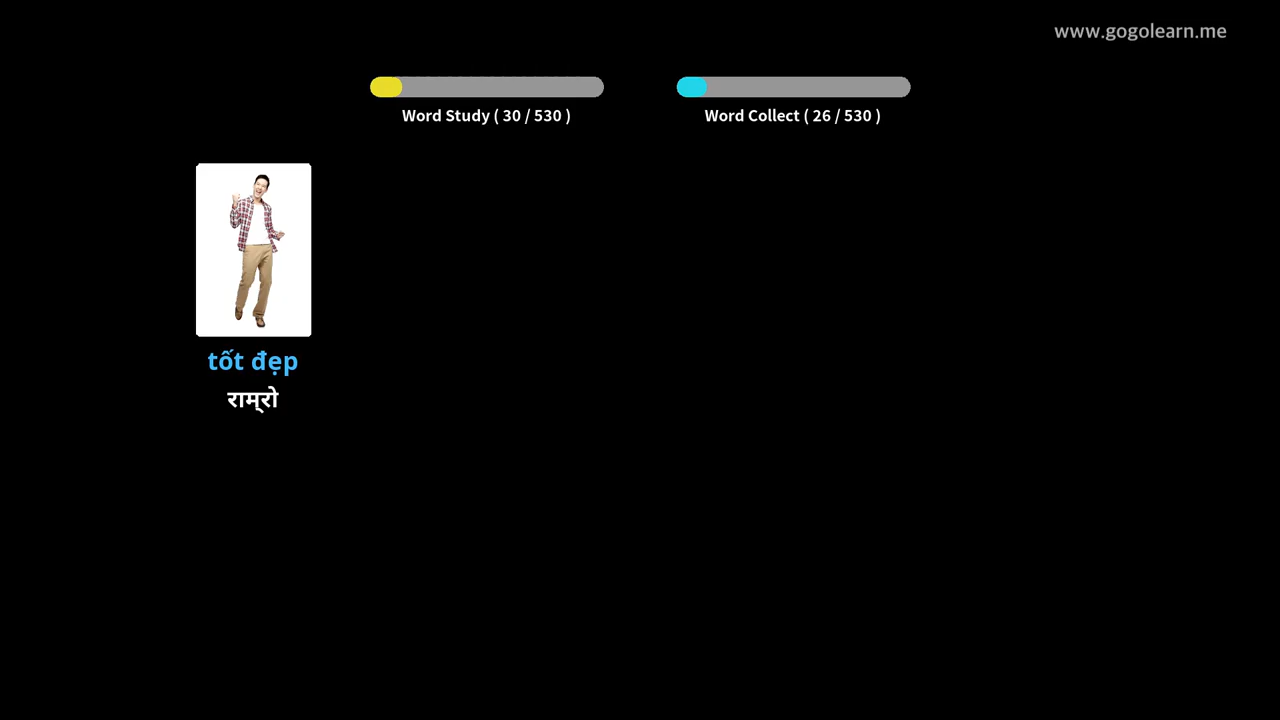 www.gogolearn.me
Word Study ( 30 / 530 )
Word Collect ( 26 / 530 )
tốt đẹp
राम्रो